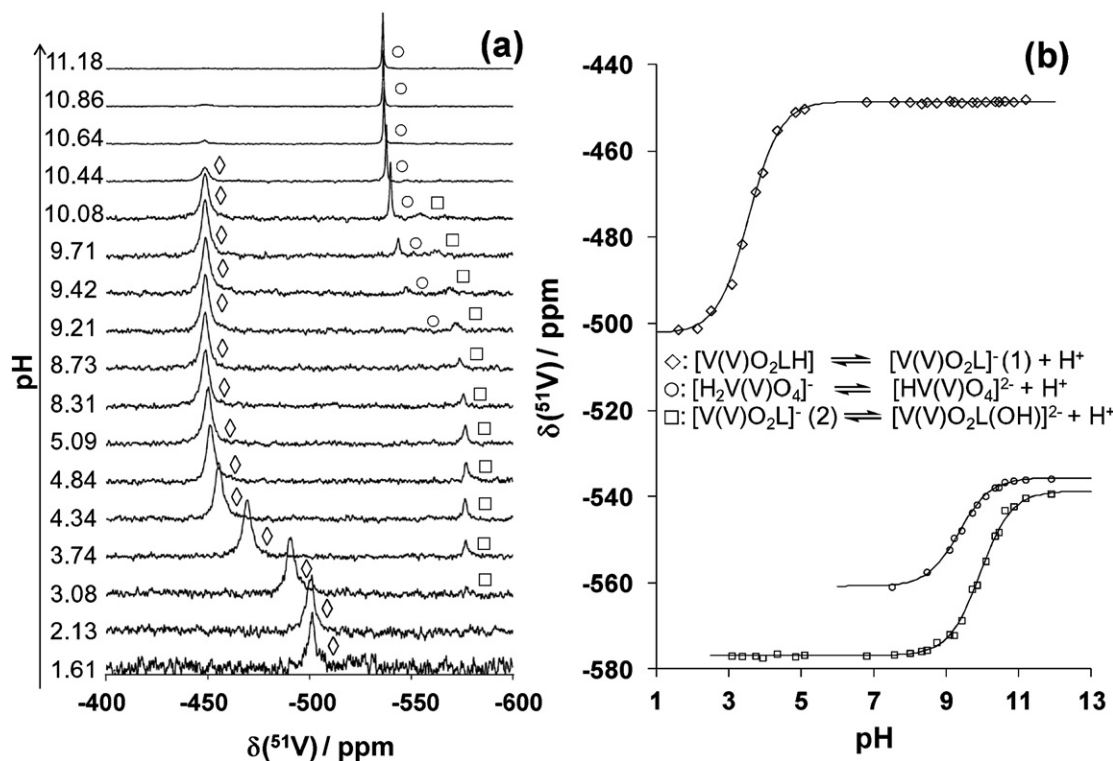 (a)
pH
11.18
10.86
10.64
10.44
10.08
9.71
9.42
9.21
8.73
8.31
5.09
4.84
4.34
3.74
3.08
2.13
1.61
-400 -450 -500 -550 -600
δ(⁵¹V) / ppm
(b)
δ(⁵¹V) / ppm
-440
-460
-480
-500
-520
-540
-560
-580
◇: [V(V)O₂LH] ⇌ [V(V)O₂L]⁻ (1) + H⁺
○: [H₂V(V)O₄]⁻ ⇌ [HV(V)O₄]²⁻ + H⁺
□: [V(V)O₂L]⁻ (2) ⇌ [V(V)O₂L(OH)]²⁻ + H⁺
1 3 5 7 9 11 13
pH